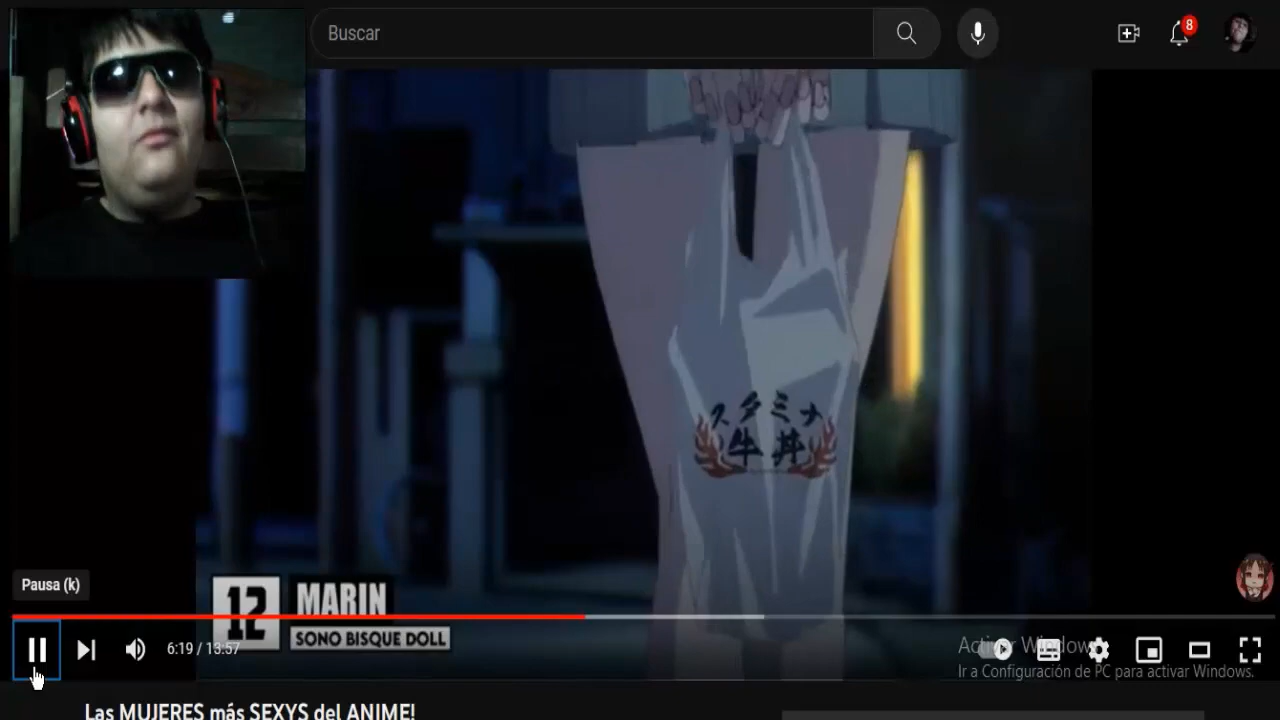 Buscar
8
スタミナ
牛丼
Pausa (k)
12 MARIN
SONO BISQUE DOLL
6:19 / 13:57
Activar Windows
Ir a Configuración de PC para activar Windows.
Las MUJERES más SEXYS del ANIME!